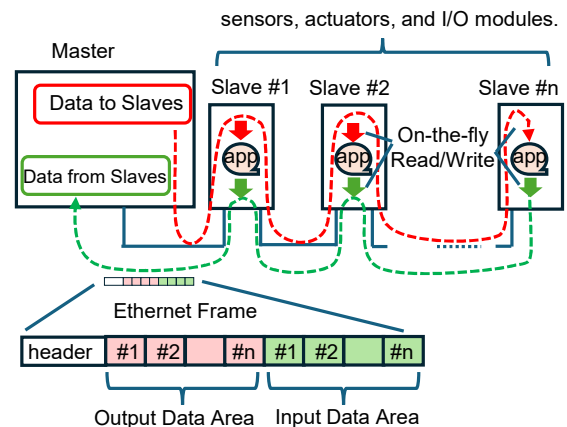 sensors, actuators, and I/O modules.
Master
Slave #1
Slave #2
Slave #n
Data to Slaves
On-the-fly
Read/Write
app
app
app
Data from Slaves
Ethernet Frame
header
#1
#2
#n
#1
#2
#n
Output Data Area
Input Data Area